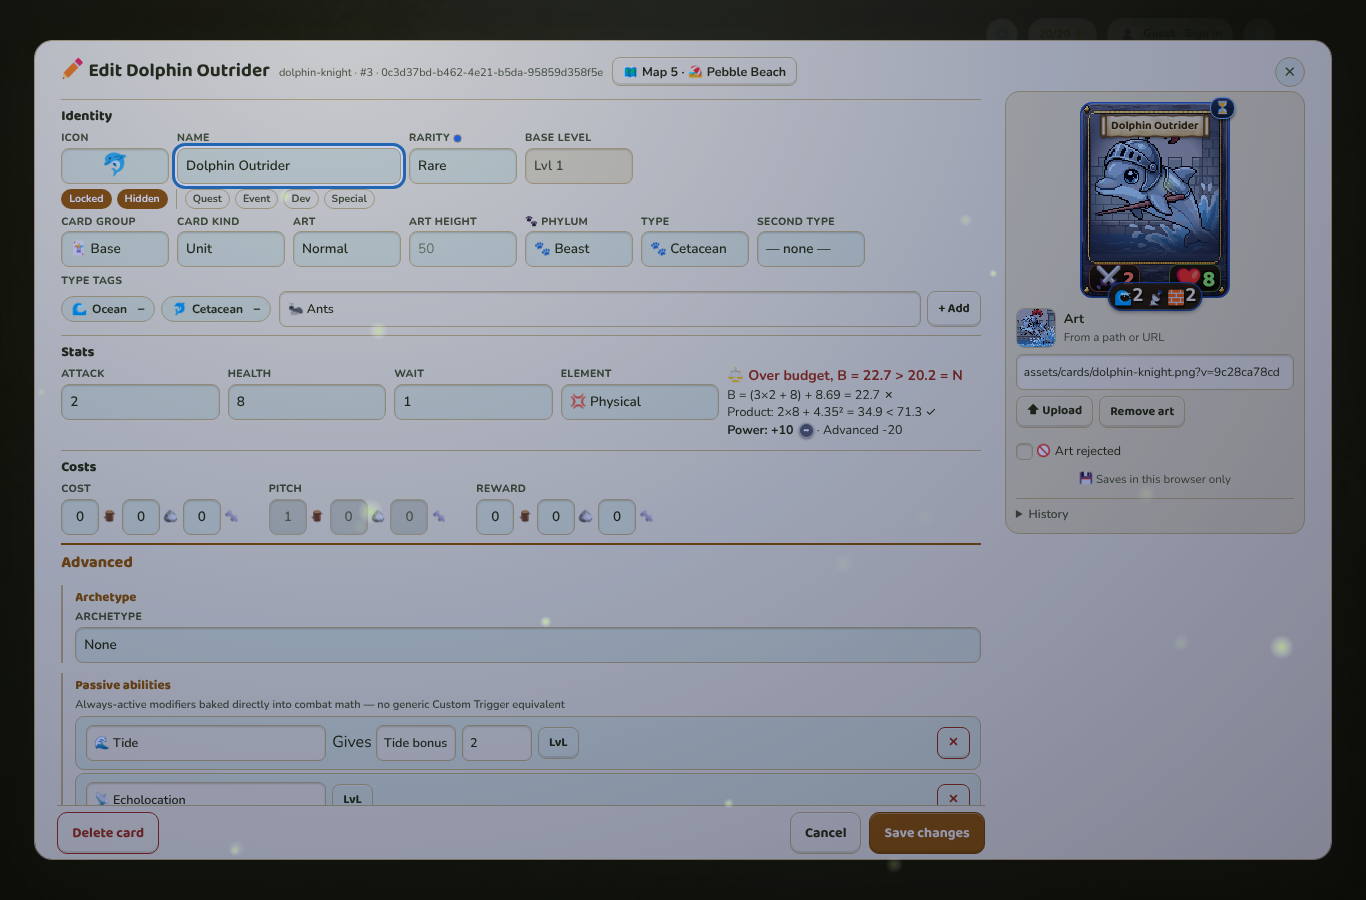 Edit Dolphin Outrider dolphin-knight · #3 · 0c3d37bd-b462-4e21-b5da-95859d358f5e Map 5 · Pebble Beach
Identity
ICON NAME RARITY BASE LEVEL
Dolphin Outrider Rare Lvl 1
Locked Hidden Quest Event Dev Special
CARD GROUP CARD KIND ART ART HEIGHT PHYLUM TYPE SECOND TYPE
Base Unit Normal 50 Beast Cetacean — none —
TYPE TAGS
Ocean − Cetacean − Ants + Add
Stats
ATTACK HEALTH WAIT ELEMENT
2 8 1 Physical
Over budget, B = 22.7 > 20.2 = N
B = (3×2 + 8) + 8.69 = 22.7 ×
Product: 2×8 + 4.35² = 34.9 < 71.3 ✓
Power: +10 · Advanced -20
Costs
COST PITCH REWARD
0 0 0 1 0 0 0 0 0
Advanced
Archetype
ARCHETYPE
None
Passive abilities
Always-active modifiers baked directly into combat math — no generic Custom Trigger equivalent
Tide Gives Tide bonus 2 LvL ×
Echolocation LvL ×
Delete card Cancel Save changes
Dolphin Outrider
2 8
2 2
Art
From a path or URL
assets/cards/dolphin-knight.png?v=9c28ca78cd
Upload Remove art
Art rejected
Saves in this browser only
History